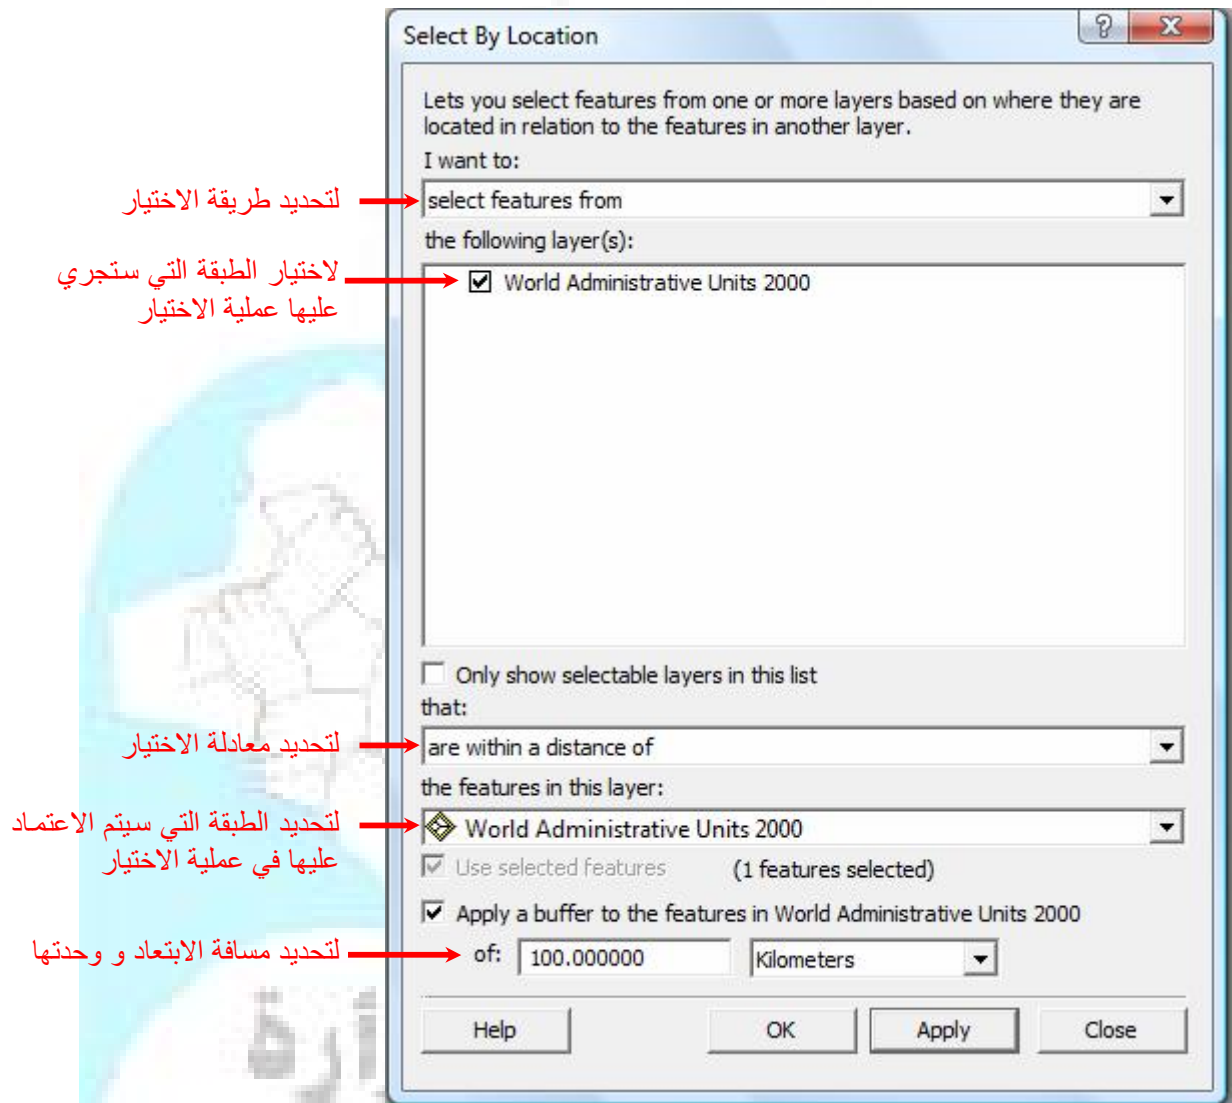 Select By Location
Lets you select features from one or more layers based on where they are
located in relation to the features in another layer.
I want to:
لتحديد طريقة الاختيار
select features from
the following layer(s):
لاختيار الطبقة التي ستجري
عليها عملية الاختيار
World Administrative Units 2000
Only show selectable layers in this list
that:
لتحديد معادلة الاختيار
are within a distance of
the features in this layer:
لتحديد الطبقة التي سيتم الاعتماد
عليها في عملية الاختيار
World Administrative Units 2000
Use selected features (1 features selected)
Apply a buffer to the features in World Administrative Units 2000
لتحديد مسافة الابتعاد و وحدتها
of: 100.000000 Kilometers
Help OK Apply Close